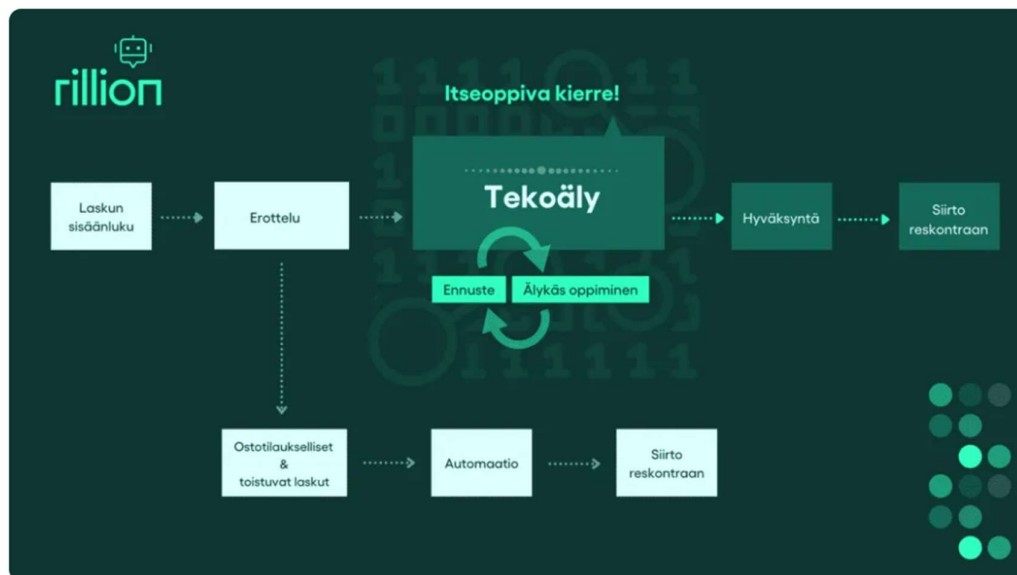 rillion
Itseoppiva kierre!
Tekoäly
Laskun
sisäänluku
Erottelu
Hyväksyntä
Siirto
reskontraan
Ennuste
Älykäs oppiminen
Ostotilaukselliset
&
toistuvat laskut
Automaatio
Siirto
reskontraan